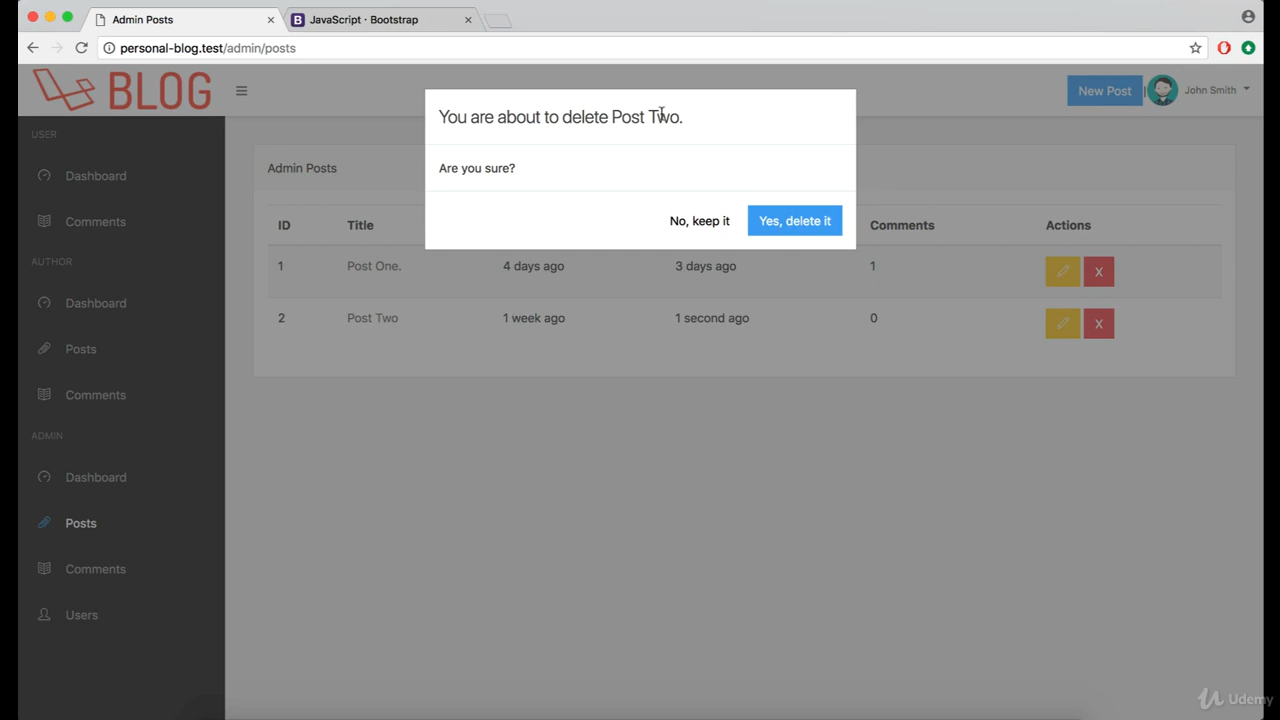 Admin Posts
JavaScript · Bootstrap
personal-blog.test/admin/posts
BLOG
New Post
John Smith
You are about to delete Post Two.
Are you sure?
No, keep it
Yes, delete it
USER
Dashboard
Comments
AUTHOR
Dashboard
Posts
Comments
ADMIN
Dashboard
Posts
Comments
Users
Admin Posts
ID Title Comments Actions
1 Post One. 4 days ago 3 days ago 1 X
2 Post Two 1 week ago 1 second ago 0 X
Udemy